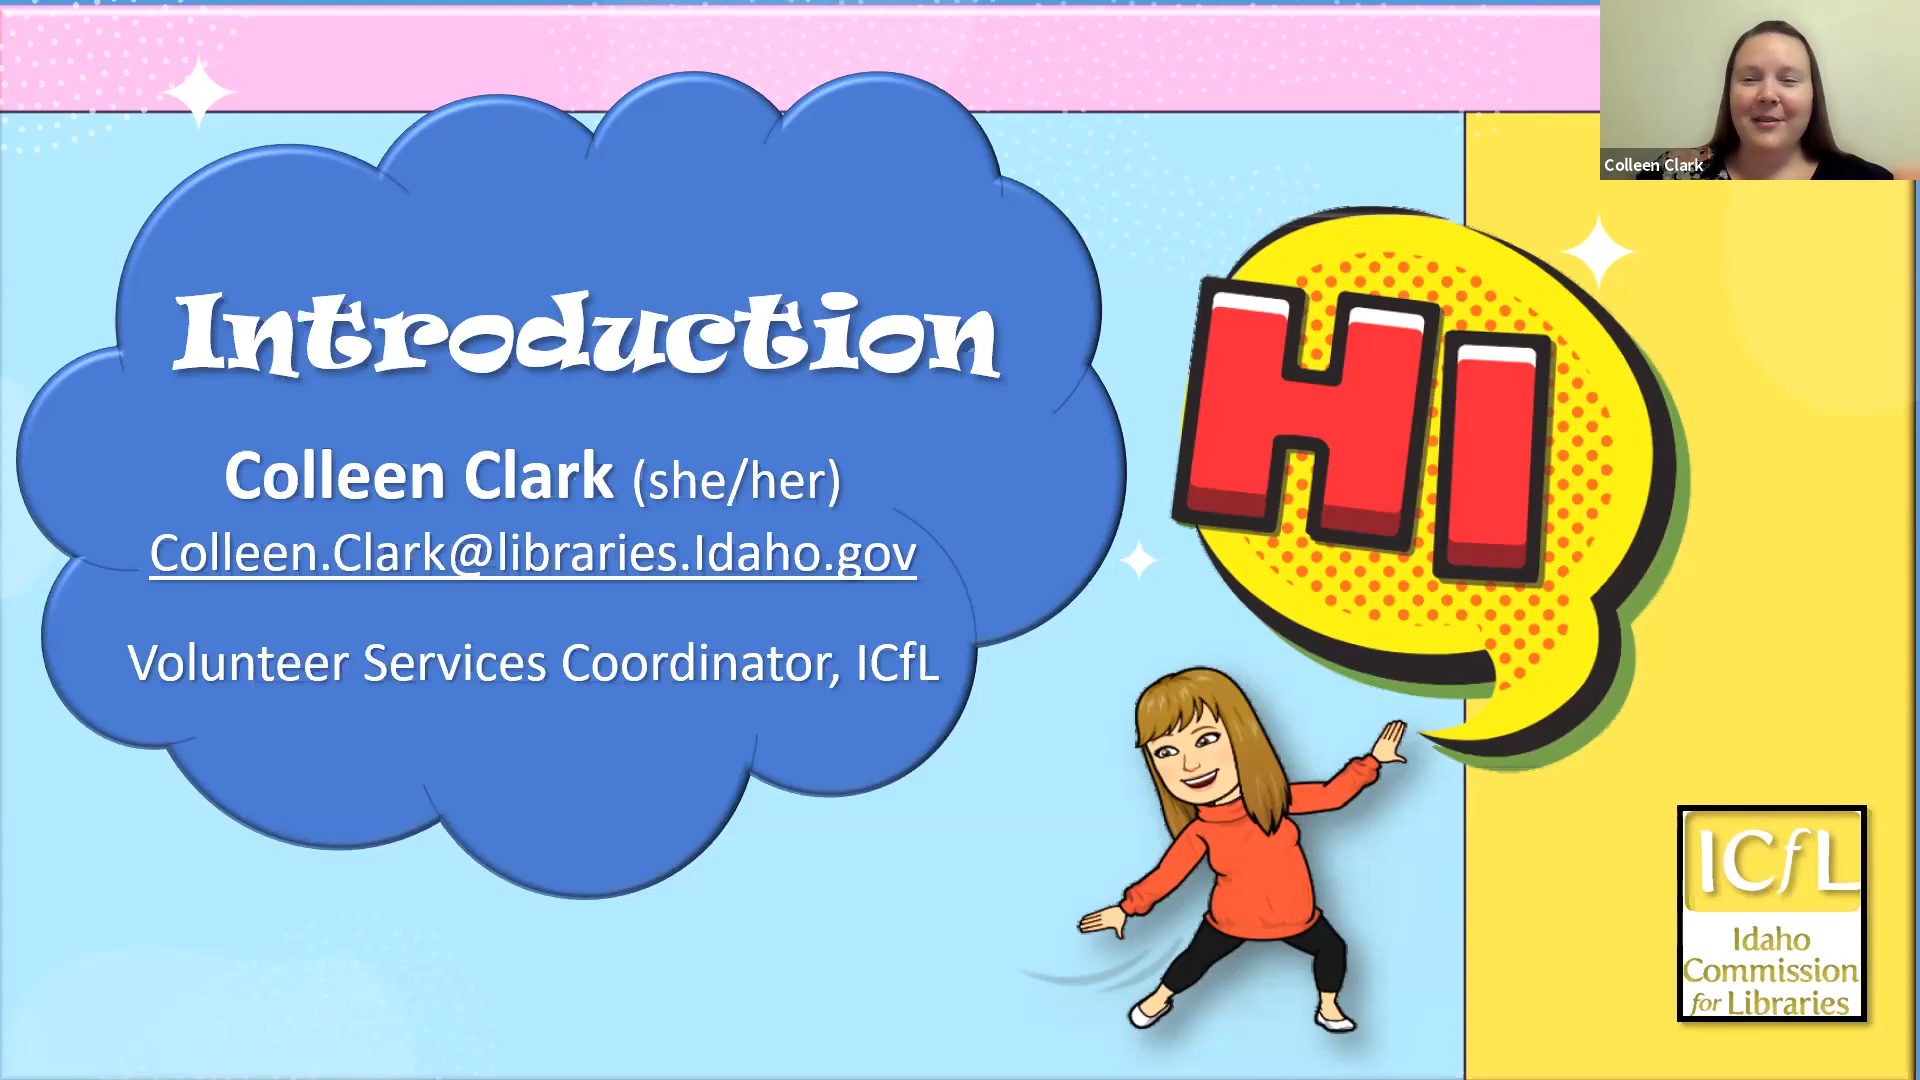 Colleen Clark
Introduction
Colleen Clark (she/her)
Colleen.Clark@libraries.Idaho.gov
Volunteer Services Coordinator, ICfL
HI
ICfL
Idaho
Commission
for Libraries